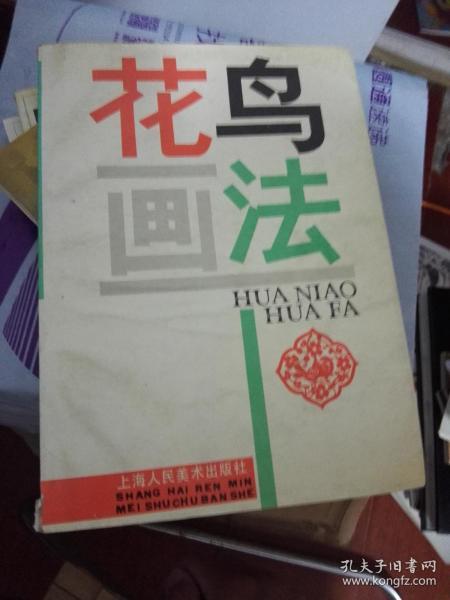 花鸟
画法
HUA NIAO
HUA FA
上海人民美术出版社
SHANG HAI REN MIN
MEI SHU CHU BAN SHE
孔夫子旧书网
www.kongfz.com